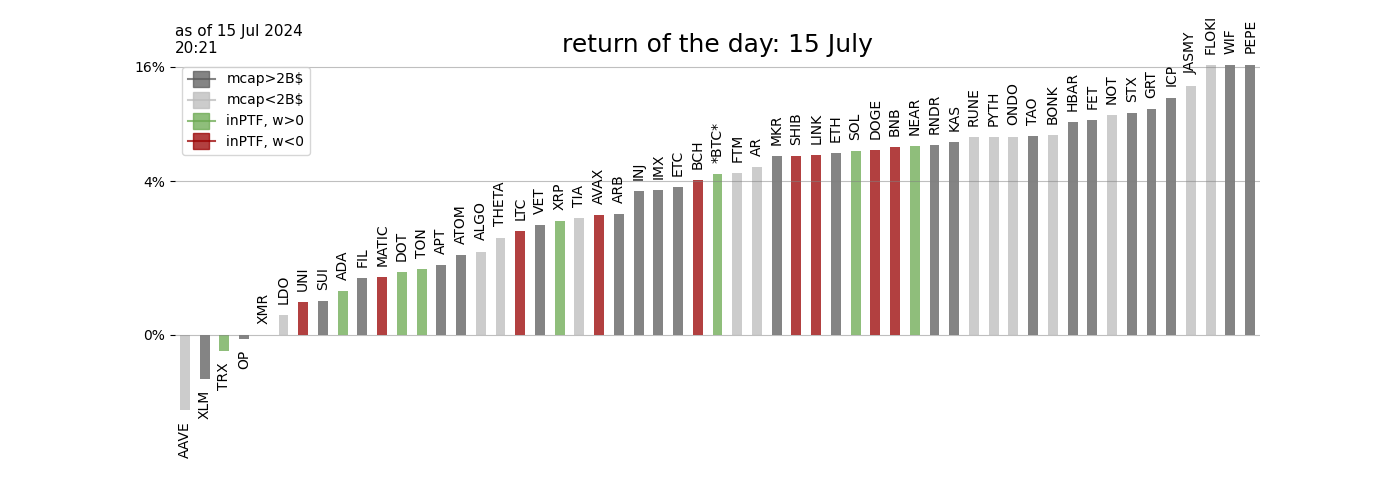 as of 15 Jul 2024
20:21
return of the day: 15 July
16%
4%
0%
mcap>2B$
mcap<2B$
inPTF, w>0
inPTF, w<0
AAVE
XLM
TRX
OP
XMR
LDO
UNI
SUI
ADA
FIL
MATIC
DOT
TON
APT
ATOM
ALGO
THETA
LTC
VET
XRP
TIA
AVAX
ARB
INJ
IMX
ETC
BCH
*BTC*
FTM
AR
MKR
SHIB
LINK
ETH
SOL
DOGE
BNB
NEAR
RNDR
KAS
RUNE
PYTH
ONDO
TAO
BONK
HBAR
FET
NOT
STX
GRT
ICP
JASMY
FLOKI
WIF
PEPE